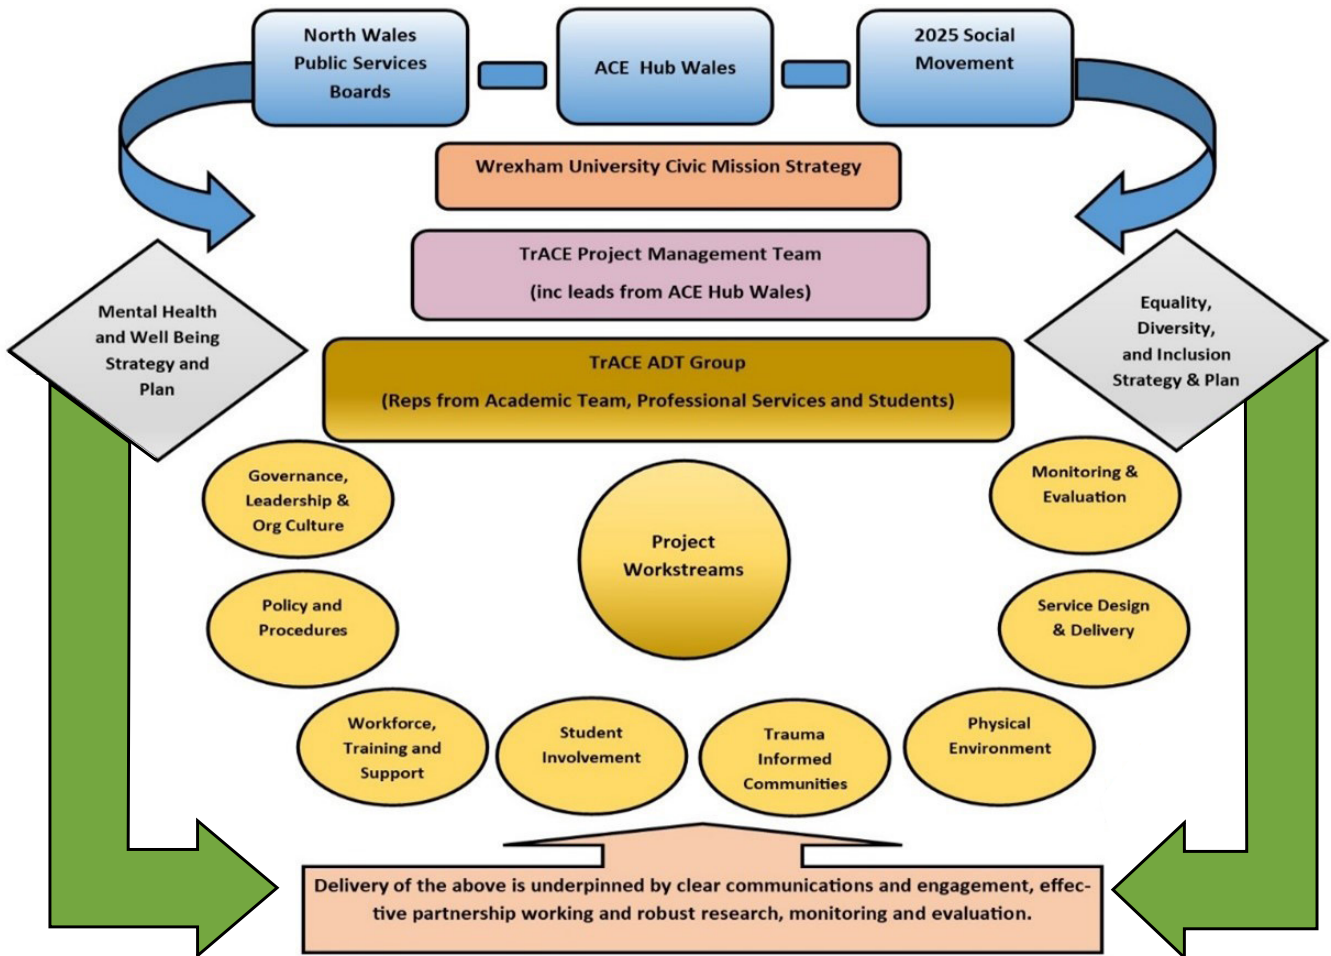 North Wales
Public Services
Boards
ACE Hub Wales
2025 Social
Movement
Wrexham University Civic Mission Strategy
TrACE Project Management Team
(inc leads from ACE Hub Wales)
Mental Health
and Well Being
Strategy and
Plan
Equality,
Diversity,
and Inclusion
Strategy & Plan
TrACE ADT Group
(Reps from Academic Team, Professional Services and Students)
Governance,
Leadership &
Org Culture
Monitoring &
Evaluation
Project
Workstreams
Policy and
Procedures
Service Design
& Delivery
Workforce,
Training and
Support
Student
Involvement
Trauma
Informed
Communities
Physical
Environment
Delivery of the above is underpinned by clear communications and engagement, effec-
tive partnership working and robust research, monitoring and evaluation.